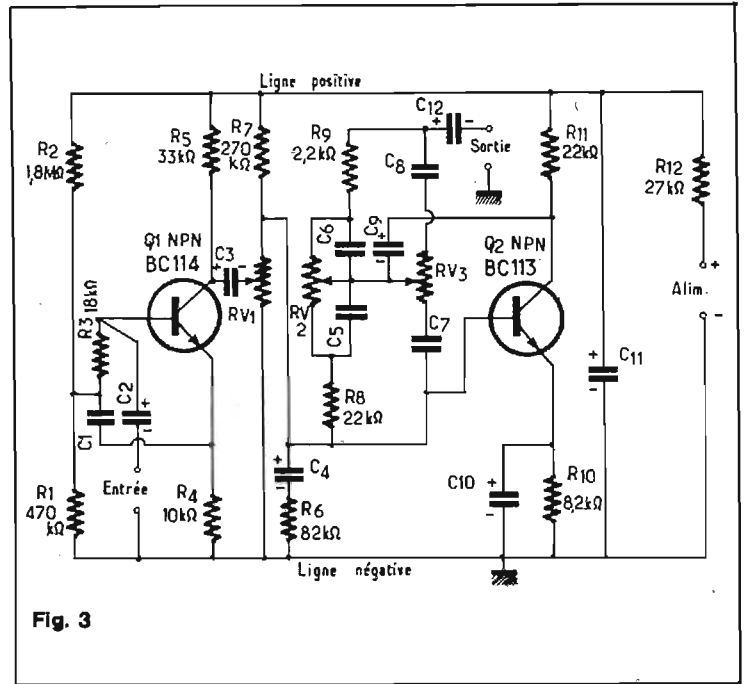 Ligne positive
R2
1,8MΩ
R5
33kΩ
R7
270
kΩ
R9
2,2kΩ
C12
+ -
Sortie
C8
R11
22kΩ
R12
27kΩ
Q1 NPN
BC114
C3
+ -
RV1
C6
C9
+
-
RV
2
RV3
C5
C7
Q2 NPN
BC113
+
Alim.
-
R3
18kΩ
C1
C2
+
-
Entrée
R8
22kΩ
C11
+
-
R1
470
kΩ
R4
10kΩ
C4
+
-
R6
82kΩ
C10
+
-
R10
8,2kΩ
Ligne négative
Fig. 3